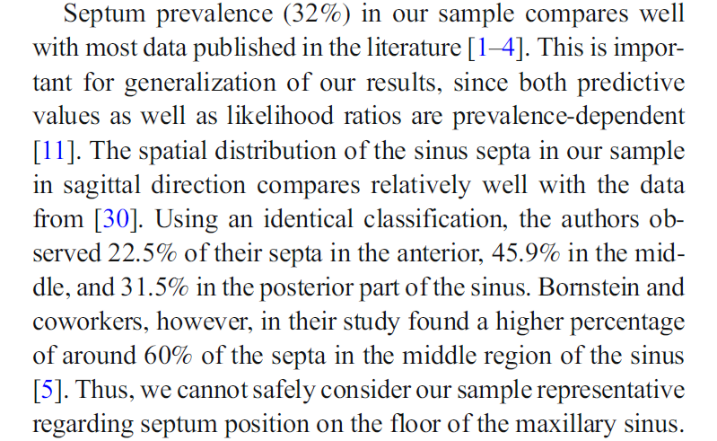 Septum prevalence (32%) in our sample compares well
with most data published in the literature [1–4]. This is impor-
tant for generalization of our results, since both predictive
values as well as likelihood ratios are prevalence-dependent
[11]. The spatial distribution of the sinus septa in our sample
in sagittal direction compares relatively well with the data
from [30]. Using an identical classification, the authors ob-
served 22.5% of their septa in the anterior, 45.9% in the mid-
dle, and 31.5% in the posterior part of the sinus. Bornstein and
coworkers, however, in their study found a higher percentage
of around 60% of the septa in the middle region of the sinus
[5]. Thus, we cannot safely consider our sample representative
regarding septum position on the floor of the maxillary sinus.